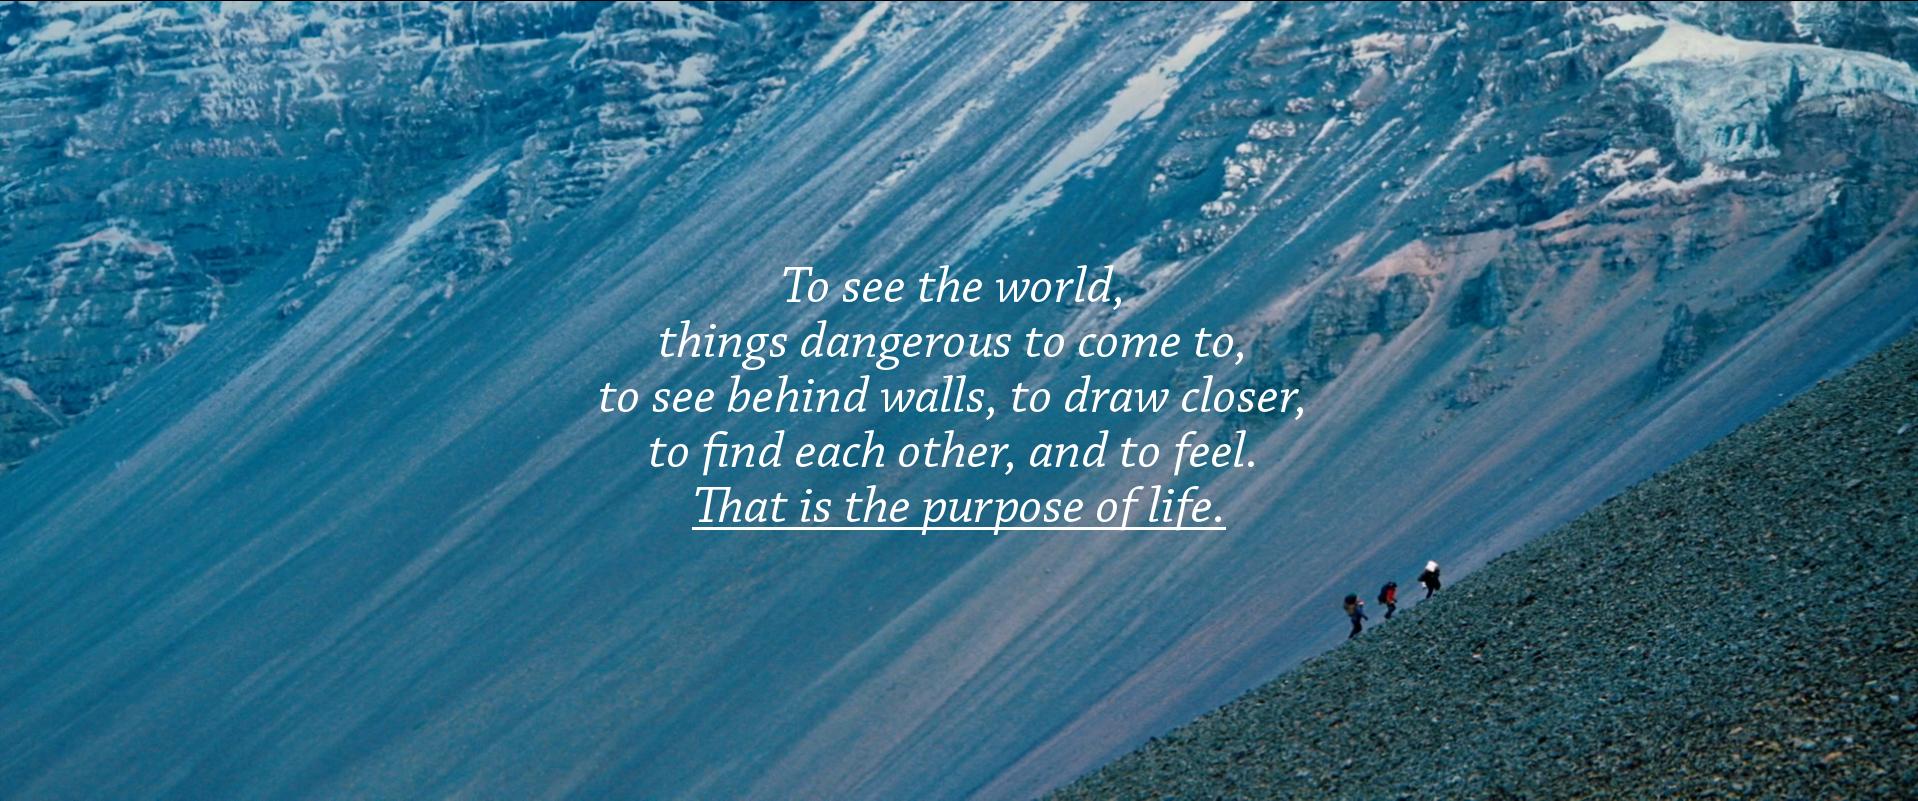 To see the world,
things dangerous to come to,
to see behind walls, to draw closer,
to find each other, and to feel.
That is the purpose of life.